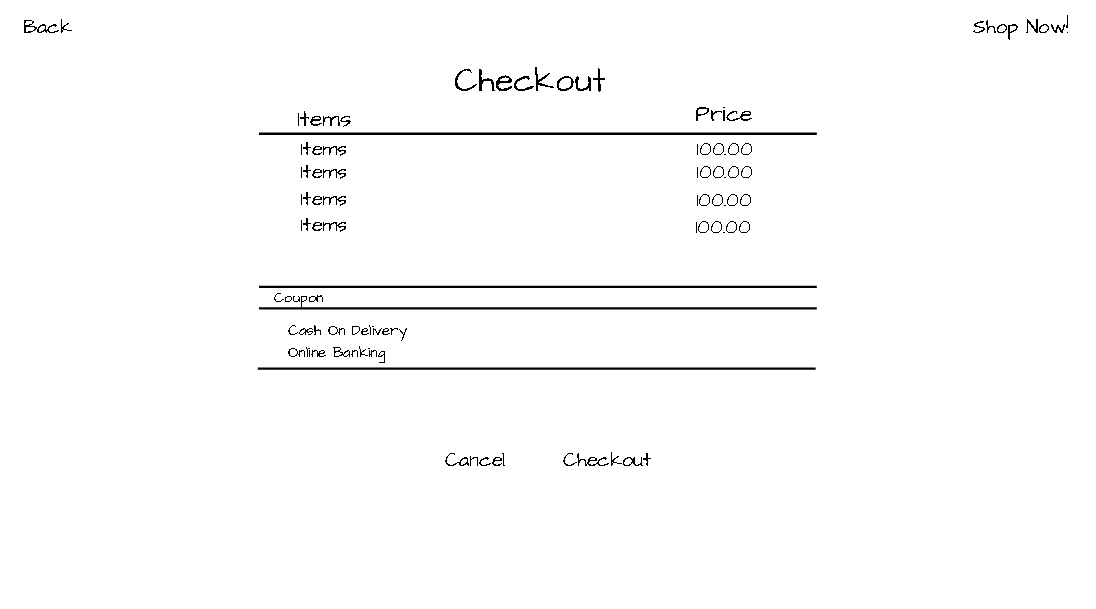 Back
Shop Now!
Checkout
Items Price
Items 100.00
Items 100.00
Items 100.00
Items 100.00
Coupon
Cash On Delivery
Online Banking
Cancel Checkout